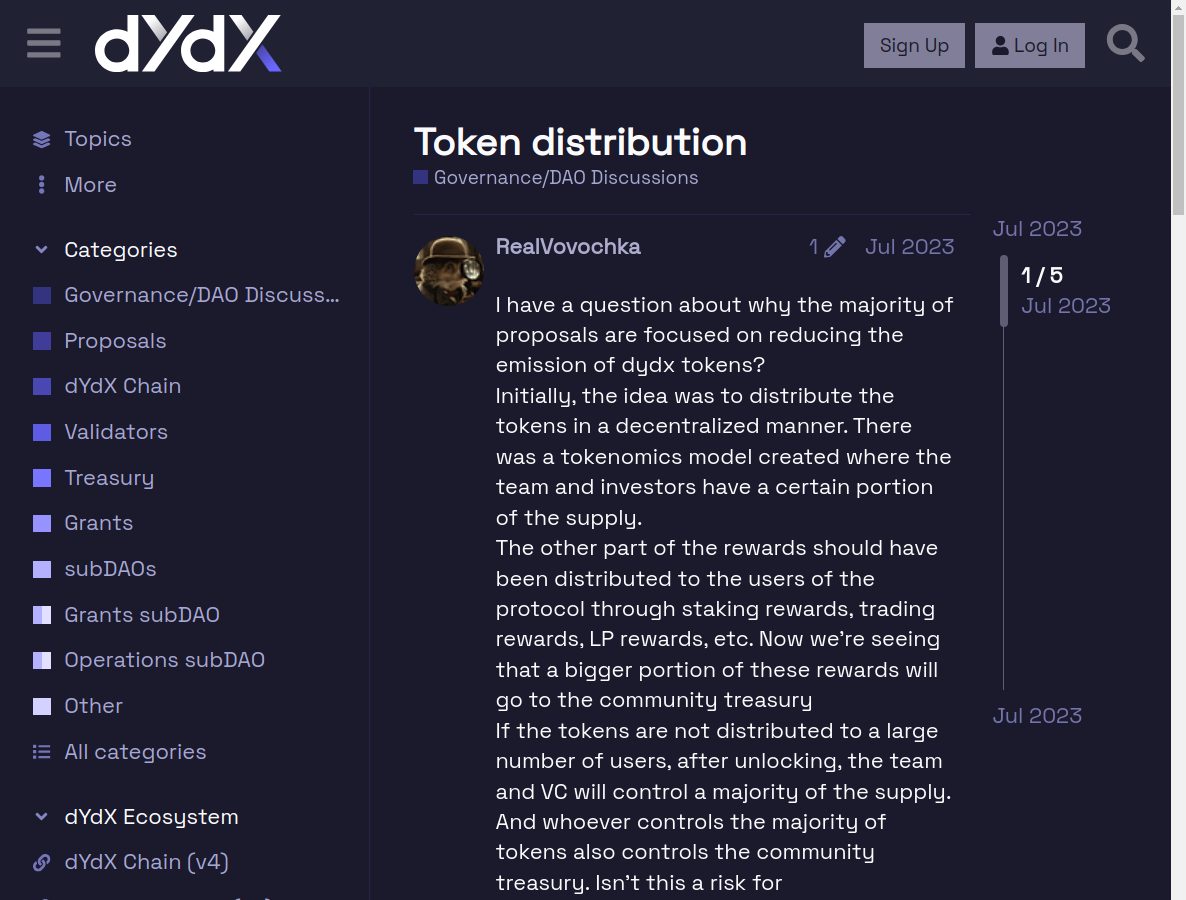 dYdX
Sign Up
Log In
Topics
More
Categories
Governance/DAO Discuss...
Proposals
dYdX Chain
Validators
Treasury
Grants
subDAOs
Grants subDAO
Operations subDAO
Other
All categories
dYdX Ecosystem
dYdX Chain (v4)
Token distribution
Governance/DAO Discussions
RealVovochka
1
Jul 2023
I have a question about why the majority of
proposals are focused on reducing the
emission of dydx tokens?
Initially, the idea was to distribute the
tokens in a decentralized manner. There
was a tokenomics model created where the
team and investors have a certain portion
of the supply.
The other part of the rewards should have
been distributed to the users of the
protocol through staking rewards, trading
rewards, LP rewards, etc. Now we’re seeing
that a bigger portion of these rewards will
go to the community treasury
If the tokens are not distributed to a large
number of users, after unlocking, the team
and VC will control a majority of the supply.
And whoever controls the majority of
tokens also controls the community
treasury. Isn’t this a risk for
Jul 2023
1 / 5
Jul 2023
Jul 2023